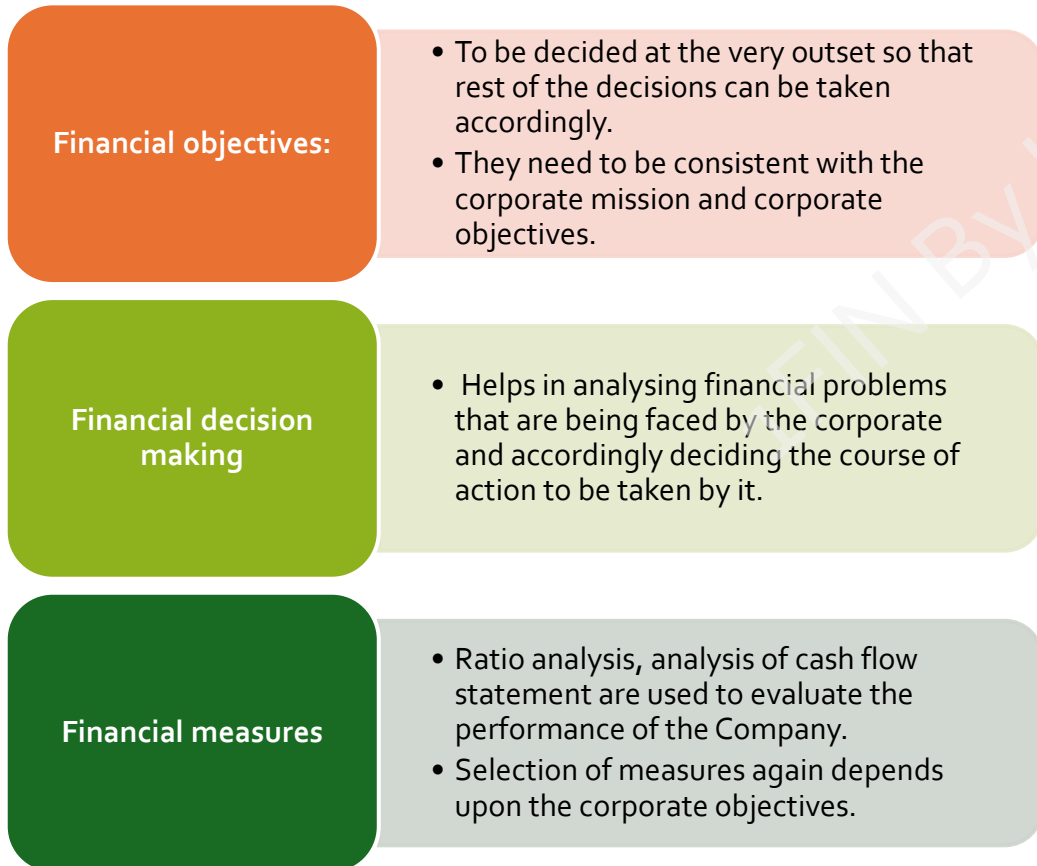 Financial objectives:
• To be decided at the very outset so that
rest of the decisions can be taken
accordingly.
• They need to be consistent with the
corporate mission and corporate
objectives.
Financial decision
making
• Helps in analysing financial problems
that are being faced by the corporate
and accordingly deciding the course of
action to be taken by it.
Financial measures
• Ratio analysis, analysis of cash flow
statement are used to evaluate the
performance of the Company.
• Selection of measures again depends
upon the corporate objectives.
By